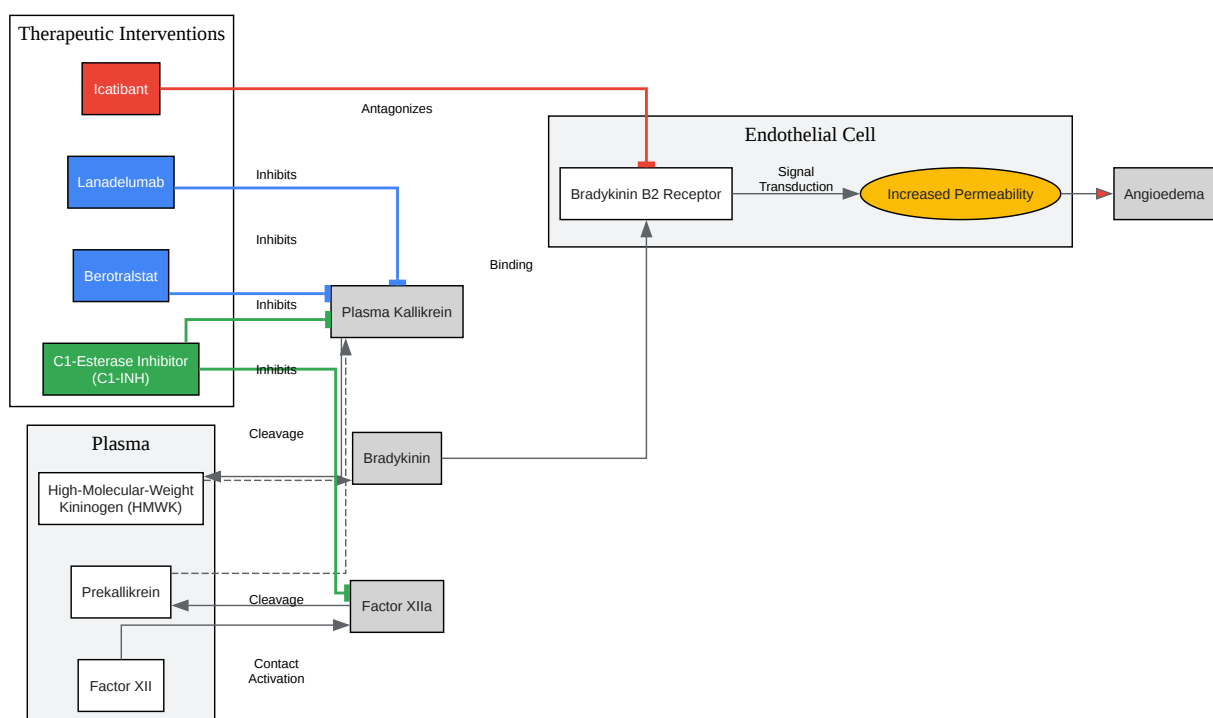 Therapeutic Interventions
Icatibant
Antagonizes
Endothelial Cell
Lanadelumab
Inhibits
Bradykinin B2 Receptor
Signal
Transduction
Increased Permeability
Angioedema
Inhibits
Berotralstat
Binding
Inhibits
Plasma Kallikrein
C1-Esterase Inhibitor
(C1-INH)
Inhibits
Plasma
Cleavage
Bradykinin
High-Molecular-Weight
Kininogen (HMWK)
Prekallikrein
Cleavage
Factor XIIa
Contact
Activation
Factor XII